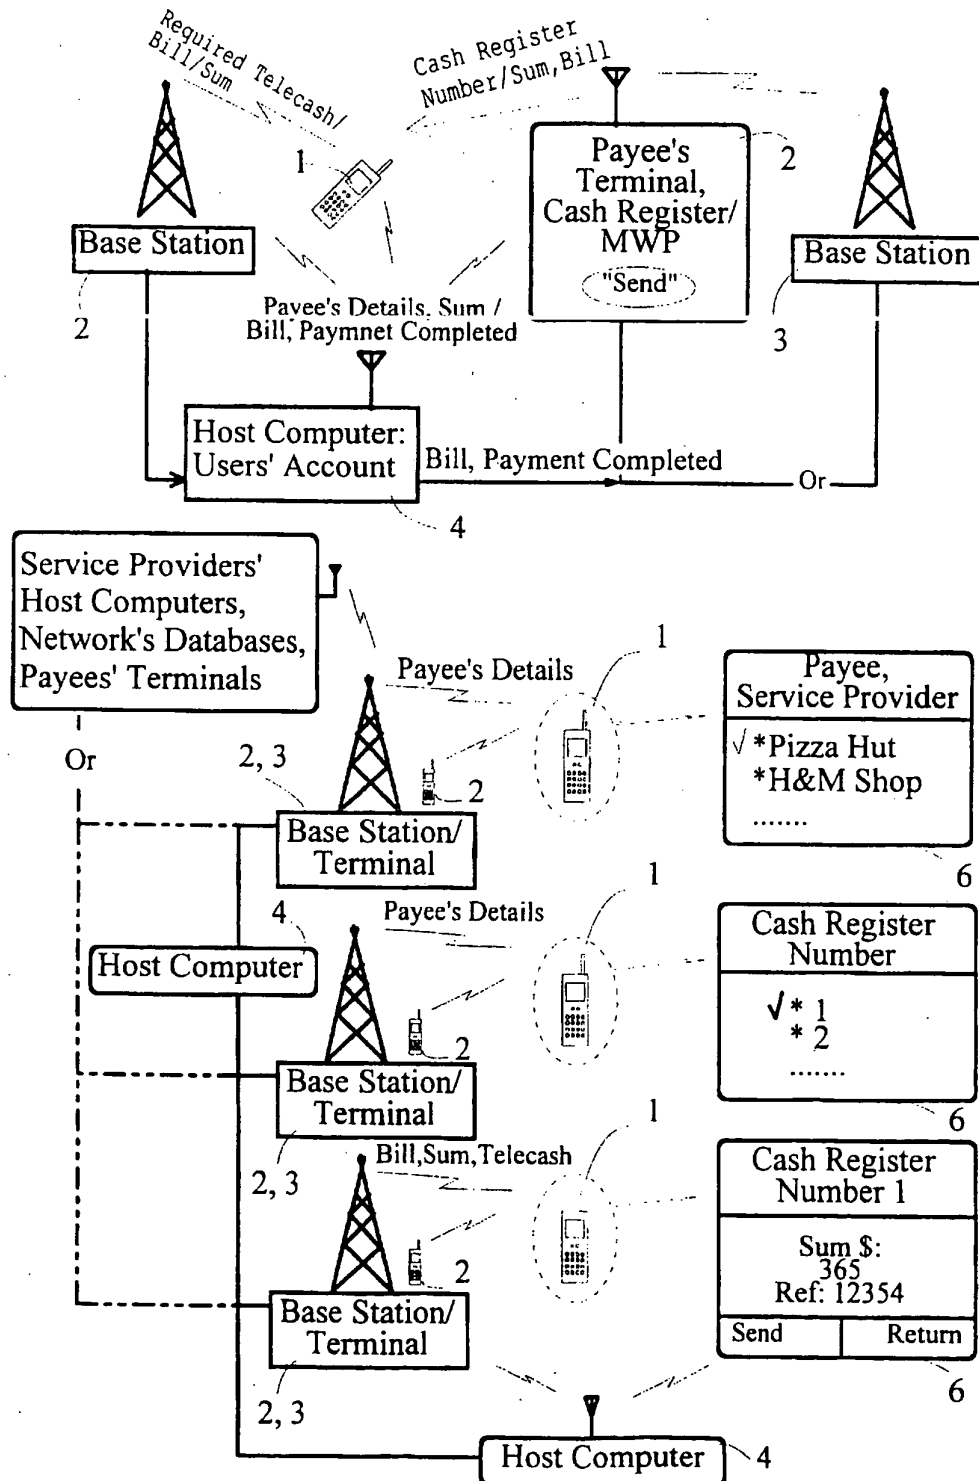 Required Telecash/
Bill/Sum
Cash Register
Number/Sum,Bill
1
Payee's
Terminal,
Cash Register/
MWP
"Send"
2
Base Station
2
Base Station
3
Payee's Details, Sum /
Bill, Paymnet Completed
Host Computer:
Users' Account
Bill, Payment Completed
Or
4
Service Providers'
Host Computers,
Network's Databases,
Payees' Terminals
Or
Payee's Details
1
2, 3
2
Base Station/
Terminal
Payee,
Service Provider
√ *Pizza Hut
*H&M Shop
.......
6
4
Host Computer
Payee's Details
1
2
Base Station/
Terminal
2, 3
Cash Register
Number
√ * 1
* 2
.......
6
Bill,Sum,Telecash
1
2
Base Station/
Terminal
2, 3
Cash Register
Number 1
Sum $:
365
Ref: 12354
Send Return
6
Host Computer
4